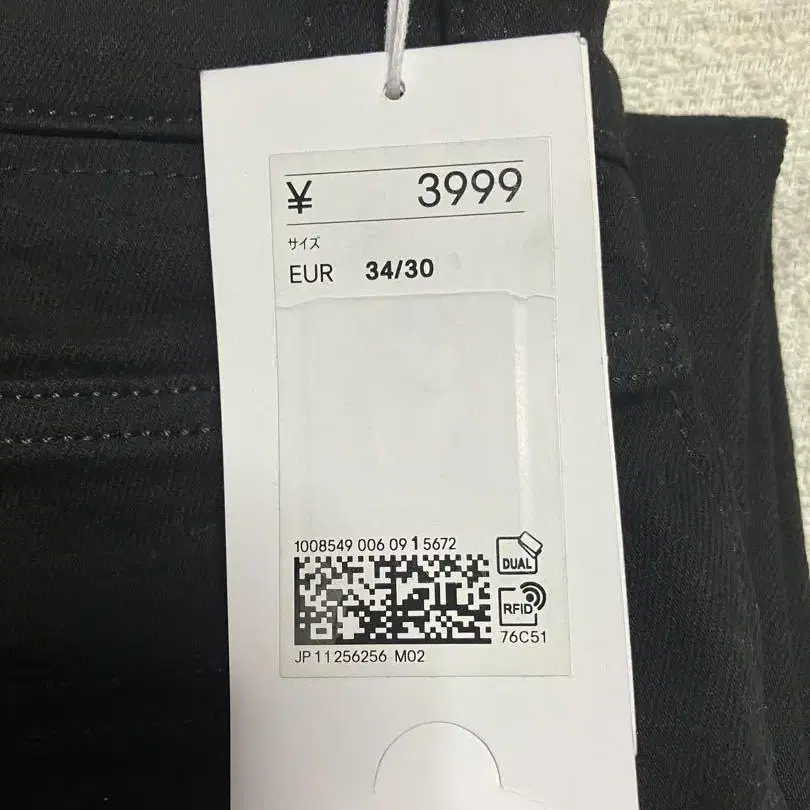 ¥ 3999
サイズ
EUR 34/30
1008549 006 09 1 5672
DUAL
RFID
76C51
JP 11256256 M02